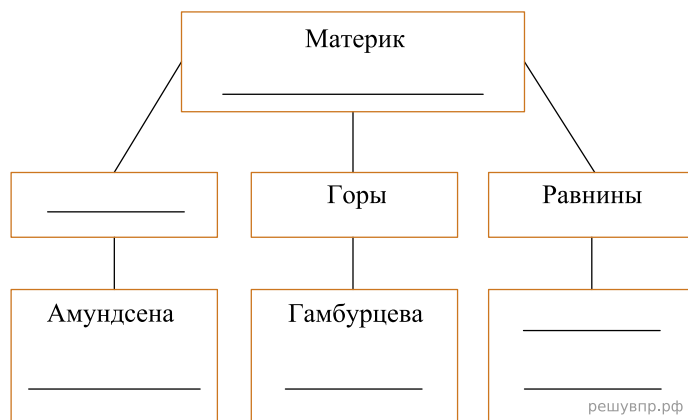 Материк
Горы
Равнины
Амундсена
Гамбурцева
решувпр.рф